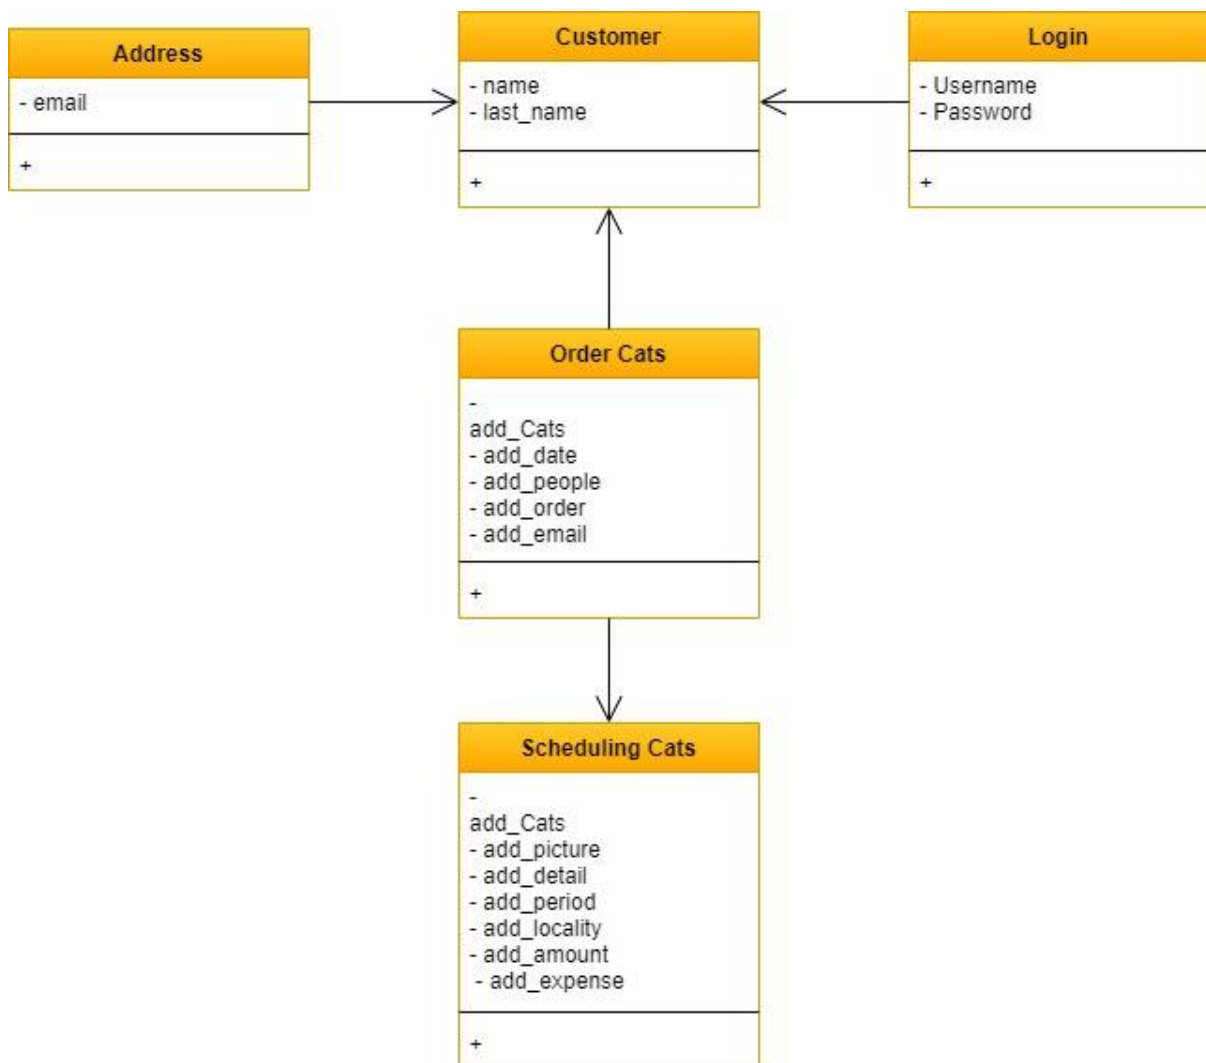 Address
- email
+
Customer
- name
- last_name
+
Login
- Username
- Password
+
Order Cats
-
add_Cats
- add_date
- add_people
- add_order
- add_email
+
Scheduling Cats
-
add_Cats
- add_picture
- add_detail
- add_period
- add_locality
- add_amount
- add_expense
+